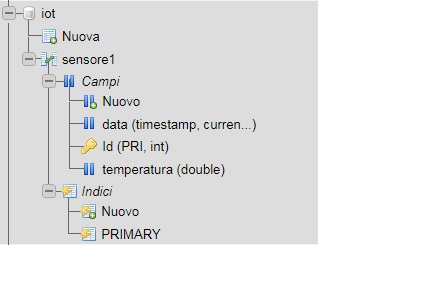 iot
Nuova
sensore1
Campi
Nuovo
data (timestamp, curren...)
Id (PRI, int)
temperatura (double)
Indici
Nuovo
PRIMARY